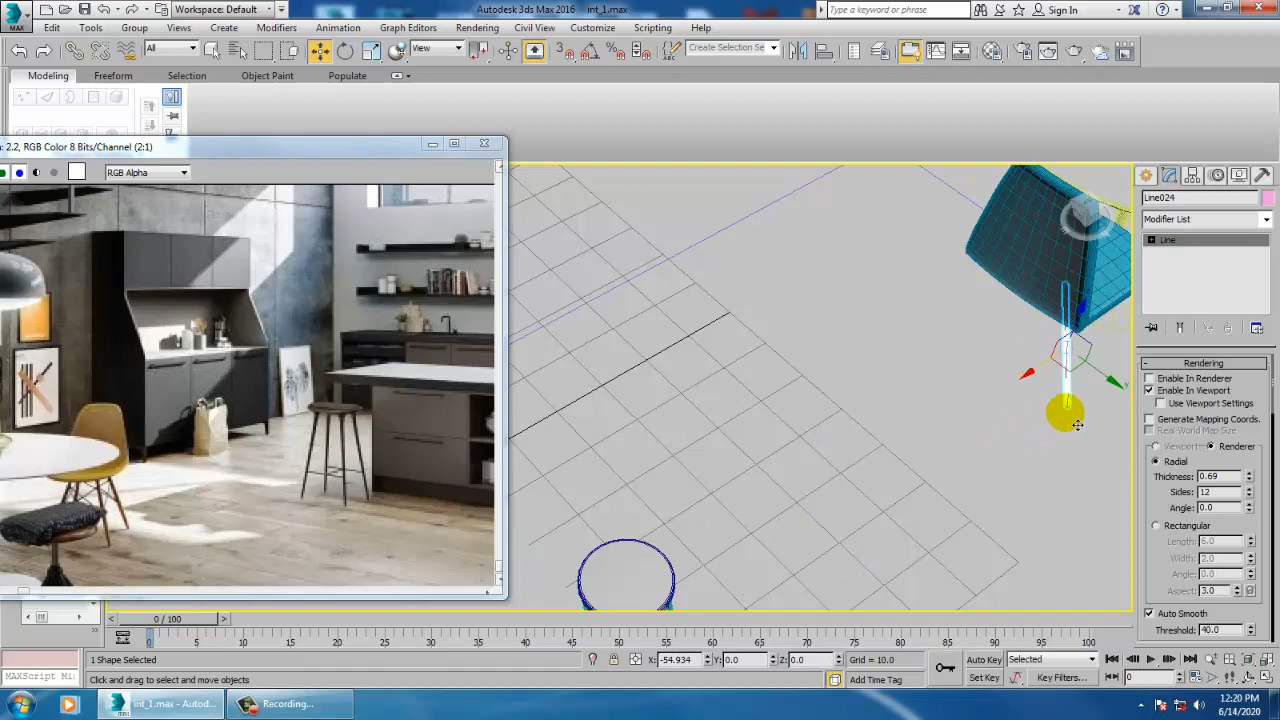 Workspace: Default
Autodesk 3ds Max 2016
int_1.max
Type a keyword or phrase
Sign In
MAX
Edit
Tools
Group
Views
Create
Modifiers
Animation
Graph Editors
Rendering
Civil View
Customize
Scripting
Help
All
View
Create Selection Se
Modeling
Freeform
Selection
Object Paint
Populate
2.2, RGB Color 8 Bits/Channel (2:1)
RGB Alpha
Line024
Modifier List
Line
Rendering
Enable In Renderer
Enable In Viewport
Use Viewport Settings
Generate Mapping Coords.
Real-World Map Size
Viewport
Renderer
Radial
Thickness: 0.69
Sides: 12
Angle: 0.0
Rectangular
Length: 6.0
Width: 2.0
Angle: 0.0
Aspect: 3.0
Auto Smooth
Threshold: 40.0
0 / 100
0 5 10 15 20 25 30 35 40 45 50 55 60 65 70 75 80 85 90 95 100
1 Shape Selected
X: -54.934
Y: 0.0
Z: 0.0
Grid = 10.0
Auto Key
Selected
MAXScript Mi
Click and drag to select and move objects
Add Time Tag
Set Key
Key Filters...
0
int_1.max - Autod...
Recording...
12:20 PM
6/14/2020